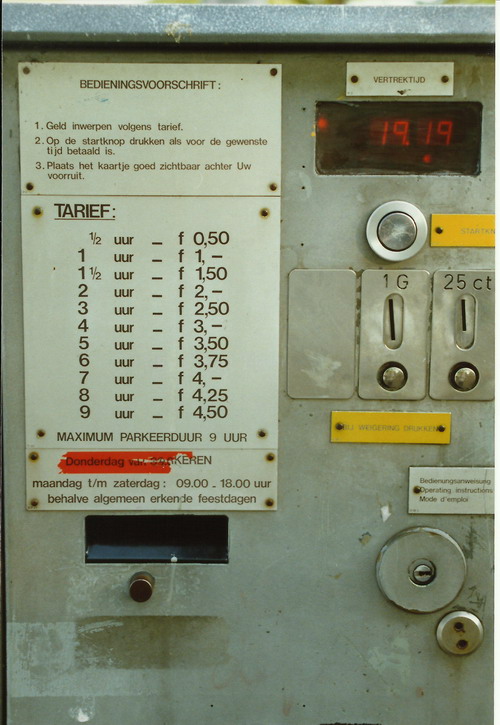 BEDIENINGSVOORSCHRIFT:
1. Geld inwerpen volgens tarief.
2. Op de startknop drukken als voor de gewenste
tijd betaald is.
3. Plaats het kaartje goed zichtbaar achter Uw
voorruit.
TARIEF:
½ uur – f 0,50
1 uur – f 1,–
1½ uur – f 1,50
2 uur – f 2,–
3 uur – f 2,50
4 uur – f 3,–
5 uur – f 3,50
6 uur – f 3,75
7 uur – f 4,–
8 uur – f 4,25
9 uur – f 4,50
MAXIMUM PARKEERDUUR 9 UUR
Donderdag KEREN
maandag t/m zaterdag: 09.00 - 18.00 uur
behalve algemeen erkende feestdagen
VERTREKTIJD
19.19
STARTKN
1 G
25 ct
BIJ WEIGERING DRUKKEN
Bedienungsanweisung
Operating instructions
Mode d'emploi